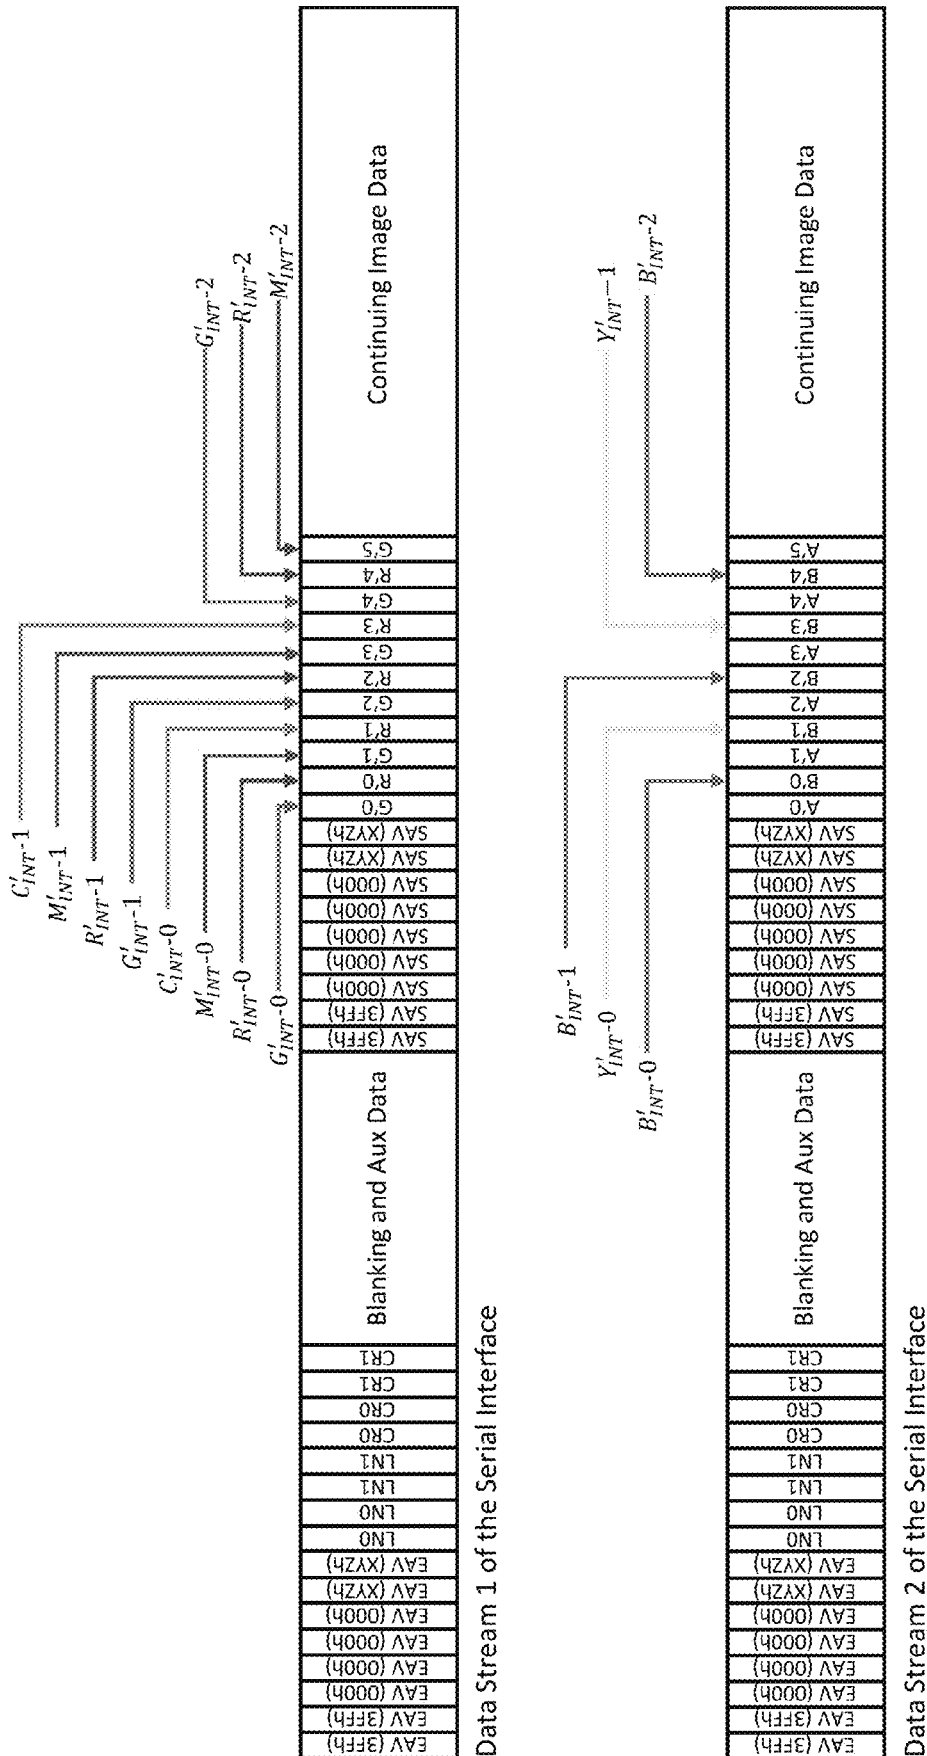 C'INT-1
M'INT-1
R'INT-1
G'INT-1
C'INT-0
M'INT-0
R'INT-0
G'INT-0
G'INT-2
R'INT-2
M'INT-2
EAV (3FFh)
EAV (3FFh)
EAV (000h)
EAV (000h)
EAV (000h)
EAV (000h)
EAV (XYZh)
EAV (XYZh)
LN0
LN0
LN1
LN1
CR0
CR0
CR1
CR1
Blanking and Aux Data
SAV (3FFh)
SAV (3FFh)
SAV (000h)
SAV (000h)
SAV (000h)
SAV (000h)
SAV (000h)
SAV (XYZh)
SAV (XYZh)
G'0
R'0
G'1
R'1
G'2
R'2
G'3
R'3
G'4
R'4
G'5
Continuing Image Data
Data Stream 1 of the Serial Interface
B'INT-1
Y'INT-0
B'INT-0
Y'INT-1
B'INT-2
EAV (3FFh)
EAV (3FFh)
EAV (000h)
EAV (000h)
EAV (000h)
EAV (000h)
EAV (XYZh)
EAV (XYZh)
LN0
LN0
LN1
LN1
CR0
CR0
CR1
CR1
Blanking and Aux Data
SAV (3FFh)
SAV (3FFh)
SAV (000h)
SAV (000h)
SAV (000h)
SAV (000h)
SAV (000h)
SAV (XYZh)
SAV (XYZh)
A'0
B'0
A'1
B'1
A'2
B'2
A'3
B'3
A'4
B'4
A'5
Continuing Image Data
Data Stream 2 of the Serial Interface